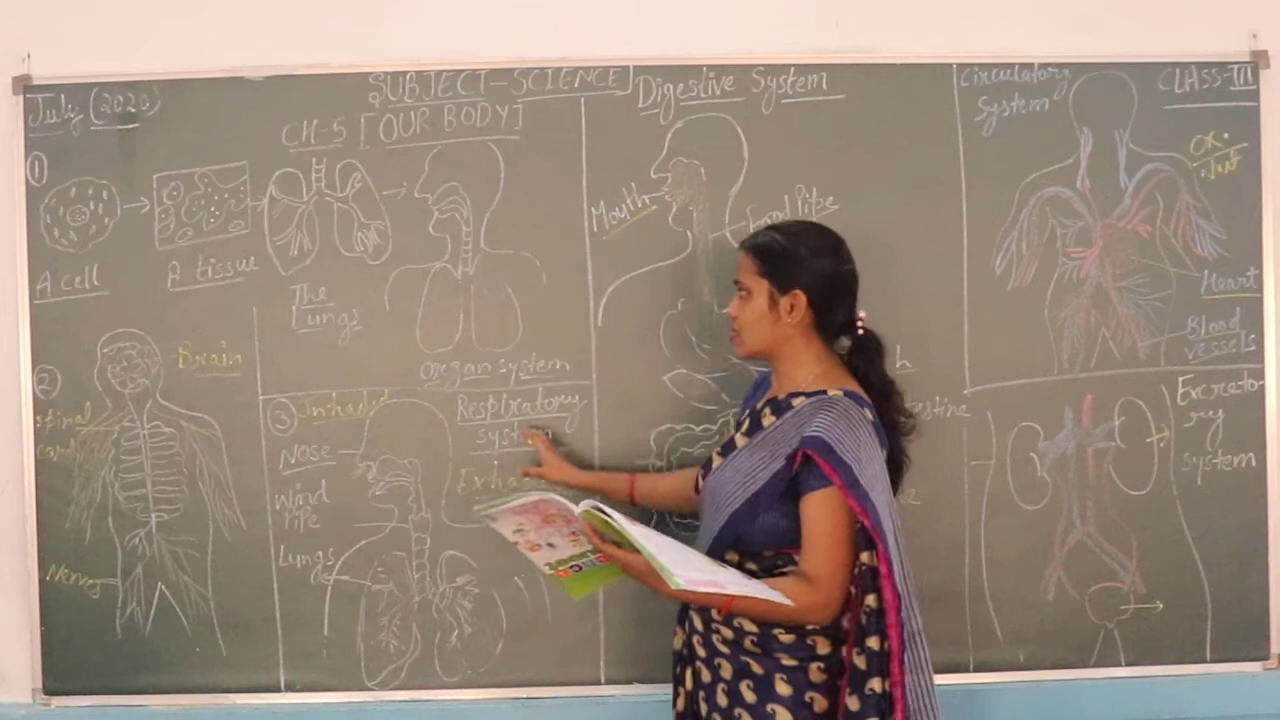 July (2020)
SUBJECT-SCIENCE]
CH-5 [OUR BODY]
CLASS-III
①
A cell
A tissue
The
Lungs
Organ system
②
Brain
Spinal
Nerves
③ Inhaled
Respiratory
system
Nose
Wind
Pipe
Lungs
Digestive System
Mouth
Food Pipe
Circulatory
System
Heart
Blood
vessels
Excreto-
ry
system